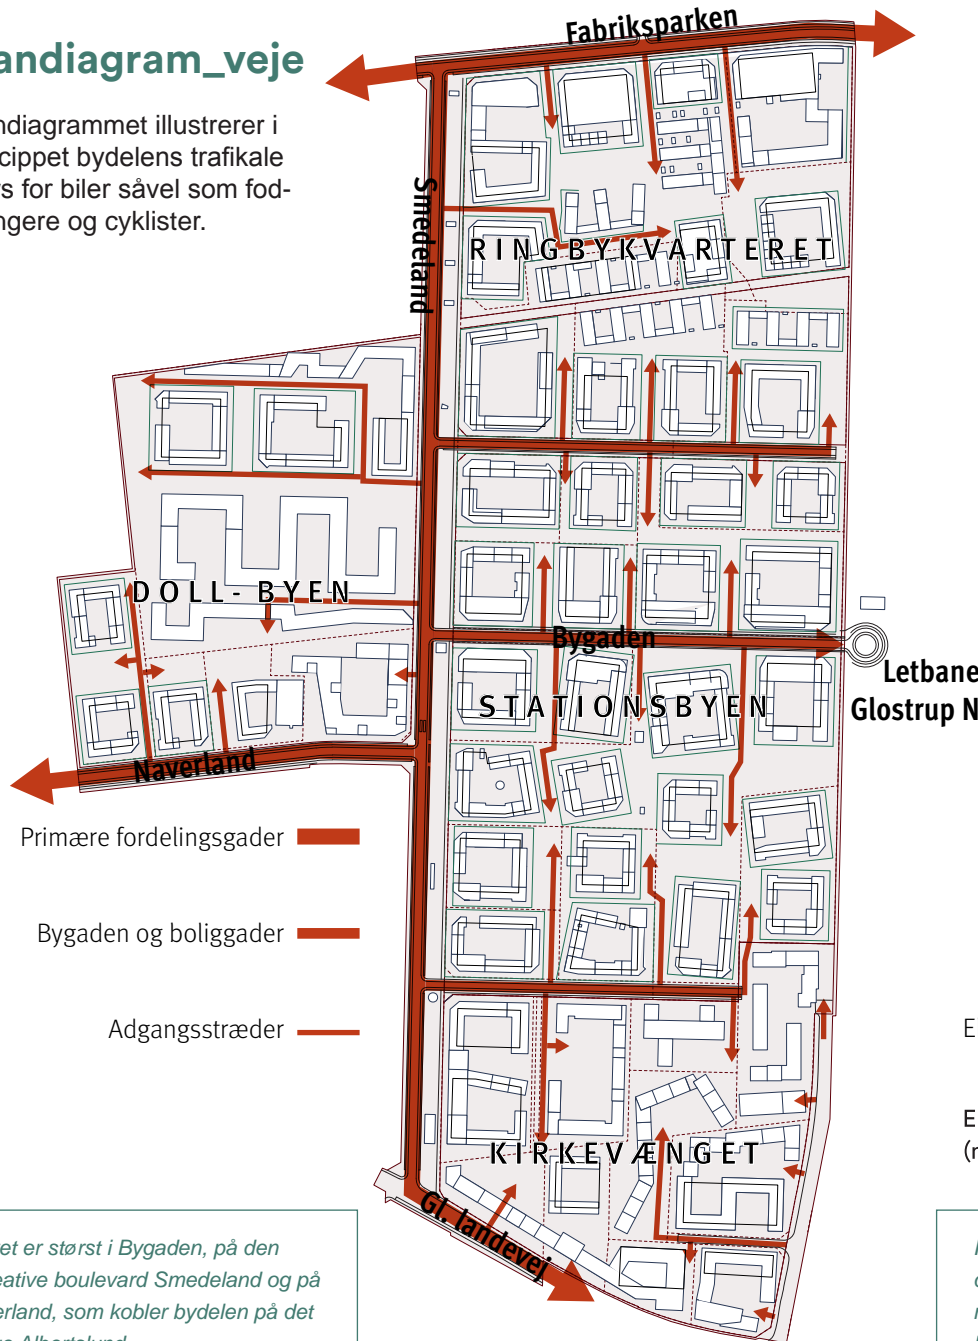 andiagram_veje
ndiagrammet illustrerer i
cippet bydelens trafikale
rs for biler såvel som fod-
ngere og cyklister.
Fabriksparken
Smedeland
RINGBYKVARTERET
DOLL-BYEN
Bygaden
Letbane
Glostrup N
STATIONSBYEN
Naverland
Primære fordelingsgader
Bygaden og boliggader
Adgangsstræder
E
E
KIRKEVÆNGET
Gl. landevej
et er størst i Bygaden, på den
eative boulevard Smedeland og på
erland, som kobler bydelen på det